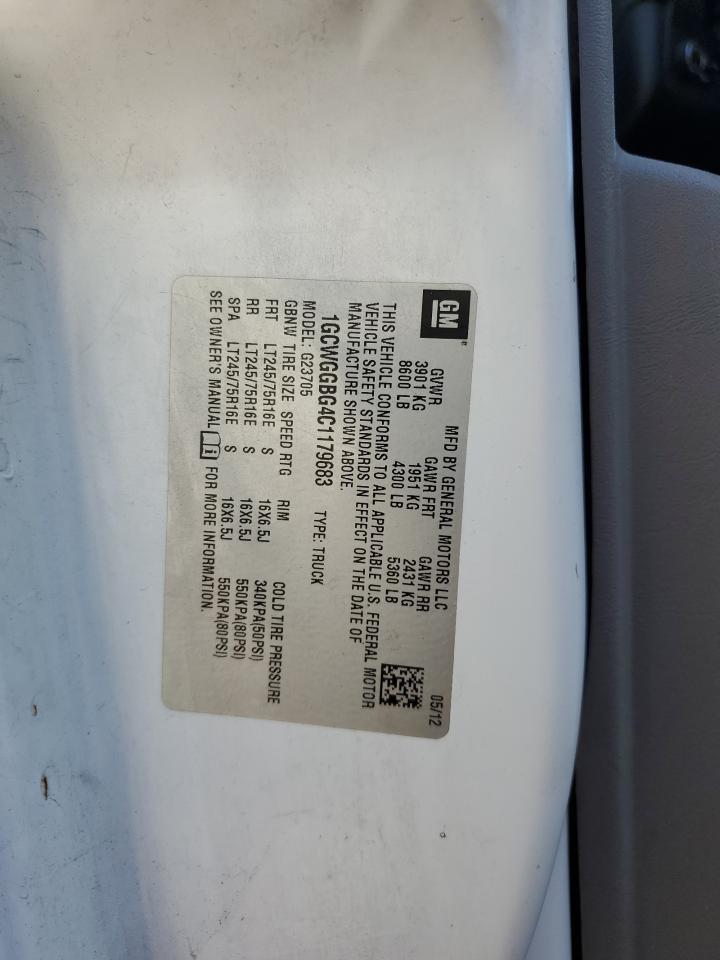 GM®
MFD BY GENERAL MOTORS LLC 05/12
GVWR GAWR FRT GAWR RR
3901 KG 1951 KG 2431 KG
8600 LB 4300 LB 5360 LB
THIS VEHICLE CONFORMS TO ALL APPLICABLE U.S. FEDERAL MOTOR
VEHICLE SAFETY STANDARDS IN EFFECT ON THE DATE OF
MANUFACTURE SHOWN ABOVE.
1GCWGGBG4C1179683 TYPE: TRUCK
MODEL: G23705
GBNW TIRE SIZE SPEED RTG RIM COLD TIRE PRESSURE
FRT LT245/75R16E S 16X6.5J 340KPA(50PSI)
RR LT245/75R16E S 16X6.5J 550KPA(80PSI)
SPA LT245/75R16E S 16X6.5J 550KPA(80PSI)
SEE OWNER'S MANUAL i FOR MORE INFORMATION.